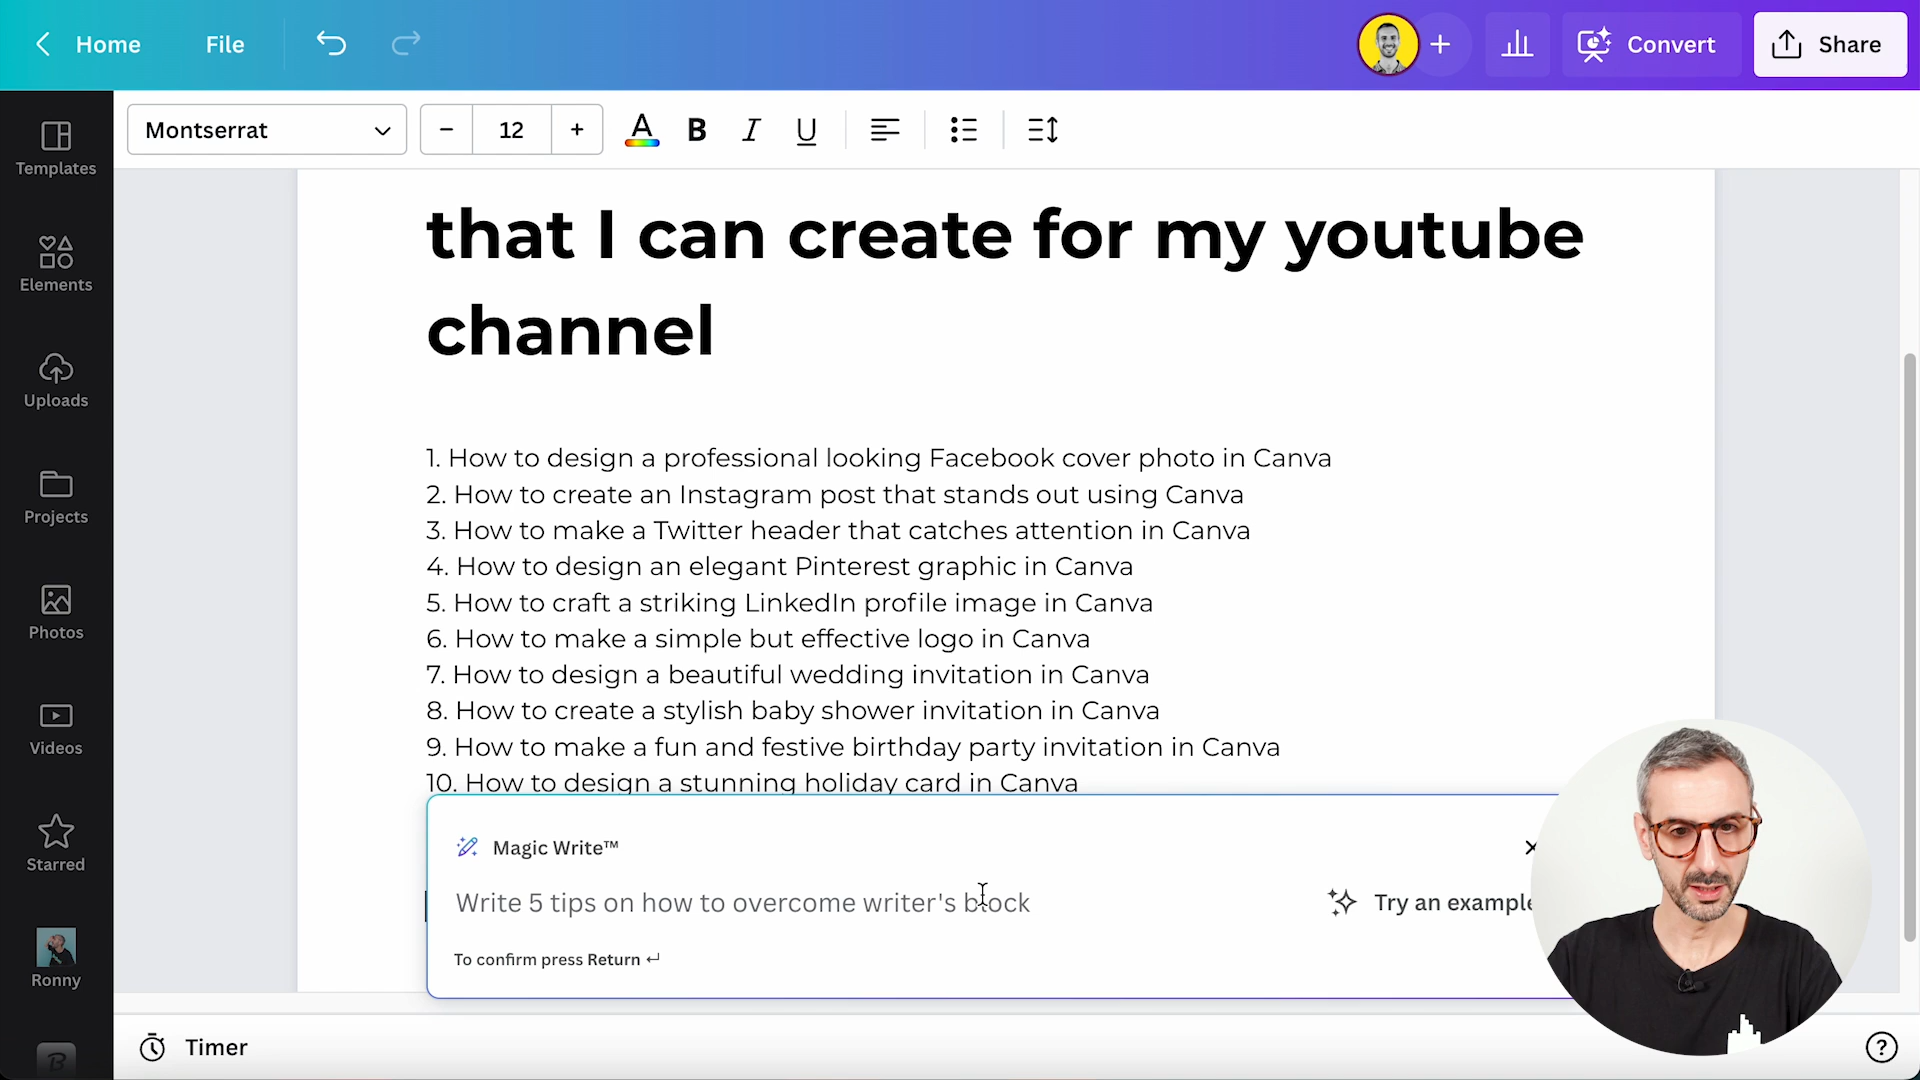 Home
File
Convert
Share
Montserrat
12
A B I U
Templates
Elements
Uploads
Projects
Photos
Videos
Starred
Ronny
that I can create for my youtube
channel
1. How to design a professional looking Facebook cover photo in Canva
2. How to create an Instagram post that stands out using Canva
3. How to make a Twitter header that catches attention in Canva
4. How to design an elegant Pinterest graphic in Canva
5. How to craft a striking LinkedIn profile image in Canva
6. How to make a simple but effective logo in Canva
7. How to design a beautiful wedding invitation in Canva
8. How to create a stylish baby shower invitation in Canva
9. How to make a fun and festive birthday party invitation in Canva
10. How to design a stunning holiday card in Canva
Magic Write™
Write 5 tips on how to overcome writer's block
Try an example
To confirm press Return ↵
B
Timer
?